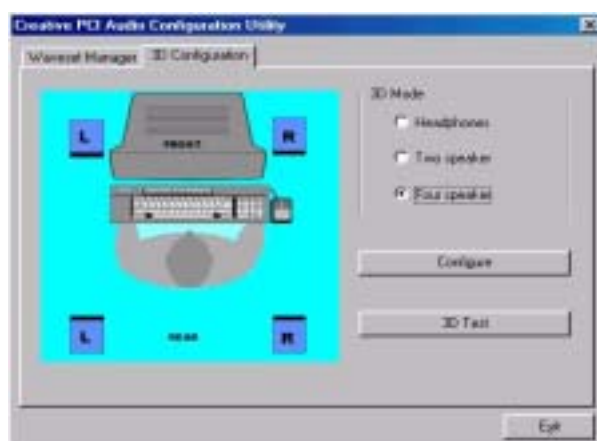 Creative PCI Audio Configuration Utility
Waveset Manager
3D Configuration
L
FRONT
R
L
REAR
R
3D Mode
Headphones
Two speaker
Four speaker
Configure
3D Test
Exit